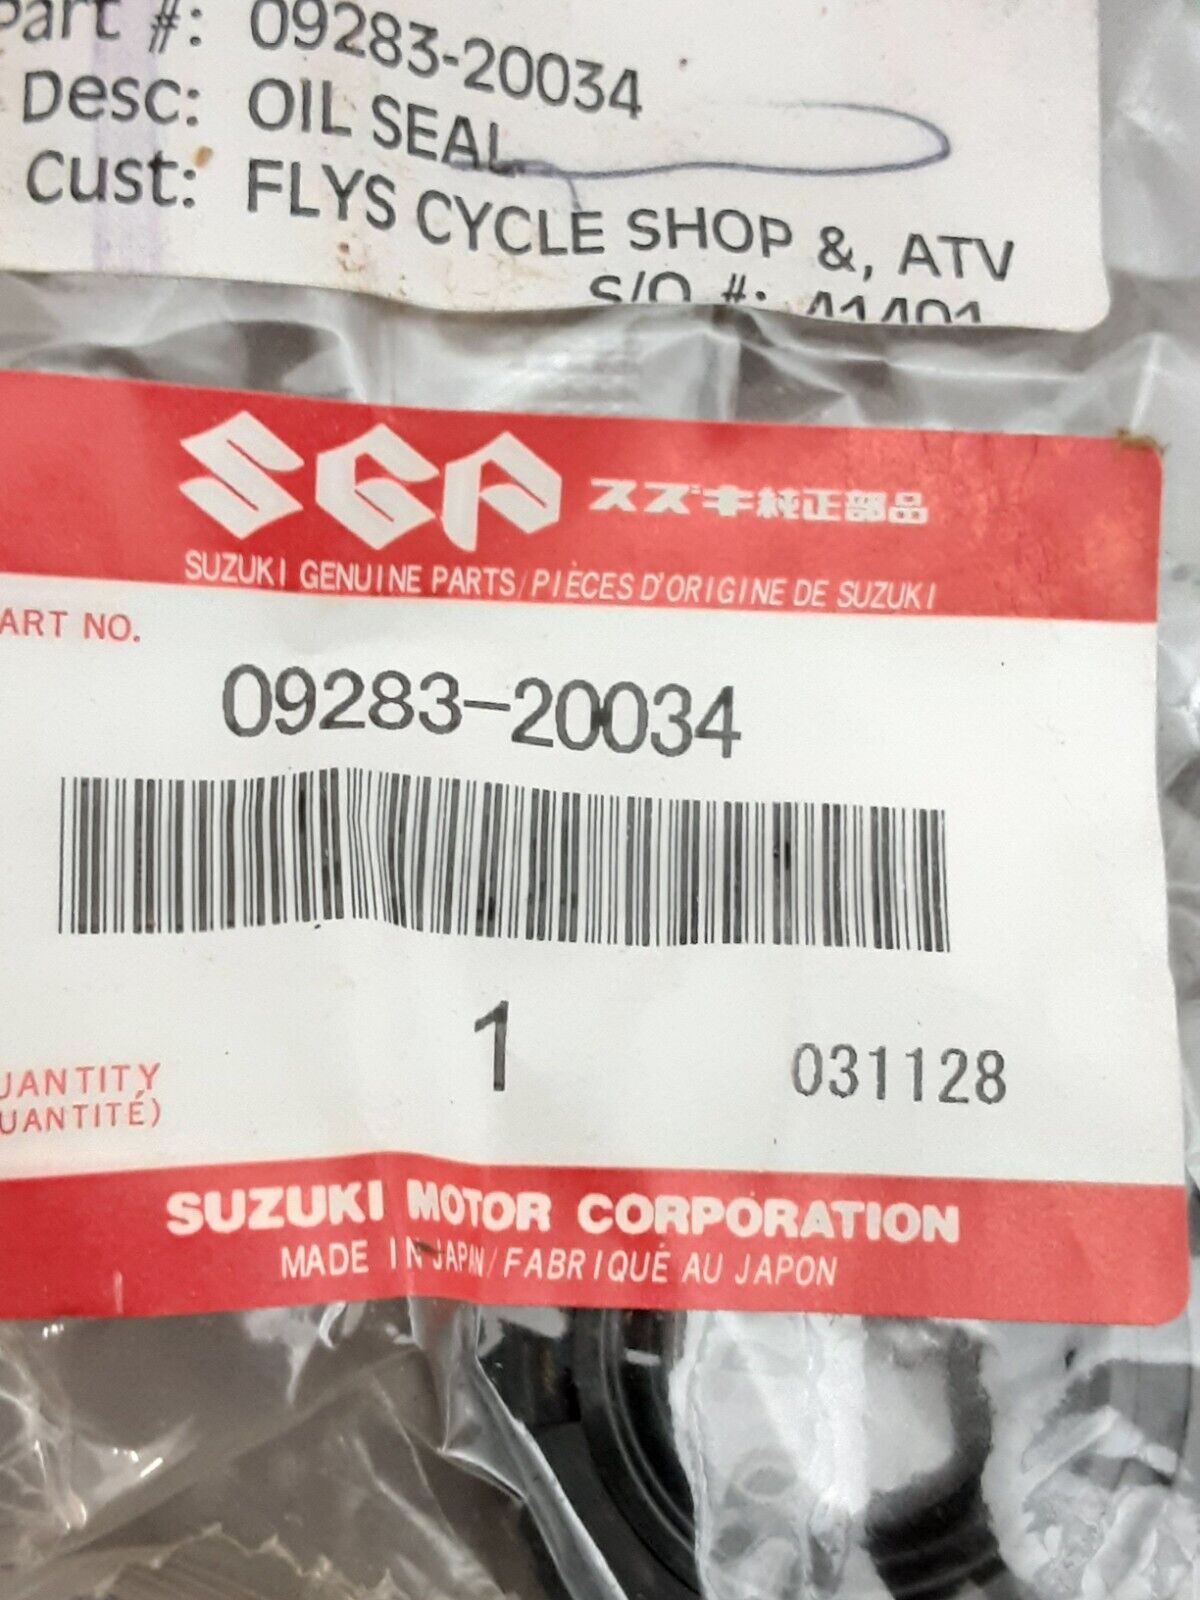 Part #: 09283-20034
Desc: OIL SEAL
Cust: FLYS CYCLE SHOP &, ATV
S/O #: 41401
SGP スズキ純正部品
SUZUKI GENUINE PARTS/PIÈCES D'ORIGINE DE SUZUKI
ART NO.
09283-20034
1 031128
UANTITY
UANTITÉ)
SUZUKI MOTOR CORPORATION
MADE IN JAPAN/FABRIQUÉ AU JAPON